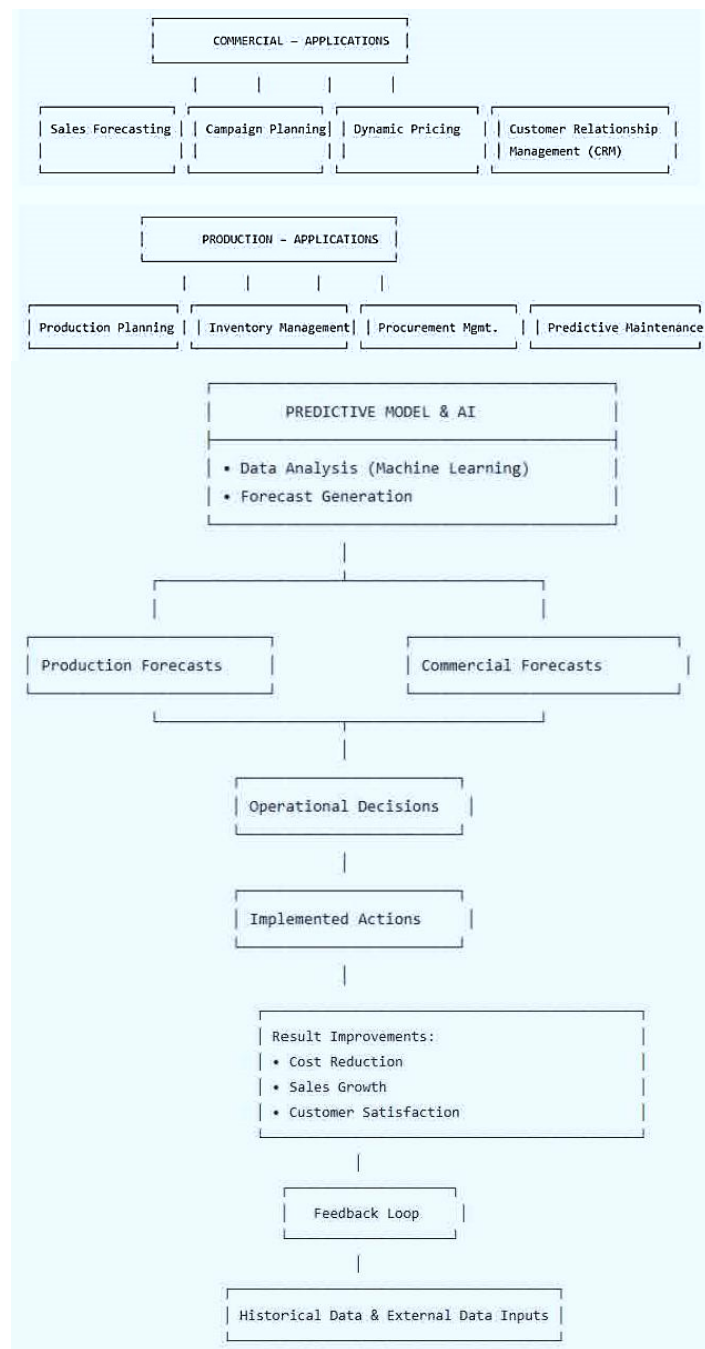 COMMERCIAL – APPLICATIONS
Sales Forecasting
Campaign Planning
Dynamic Pricing
Customer Relationship
Management (CRM)
PRODUCTION – APPLICATIONS
Production Planning
Inventory Management
Procurement Mgmt.
Predictive Maintenance
PREDICTIVE MODEL & AI
• Data Analysis (Machine Learning)
• Forecast Generation
Production Forecasts
Commercial Forecasts
Operational Decisions
Implemented Actions
Result Improvements:
• Cost Reduction
• Sales Growth
• Customer Satisfaction
Feedback Loop
Historical Data & External Data Inputs